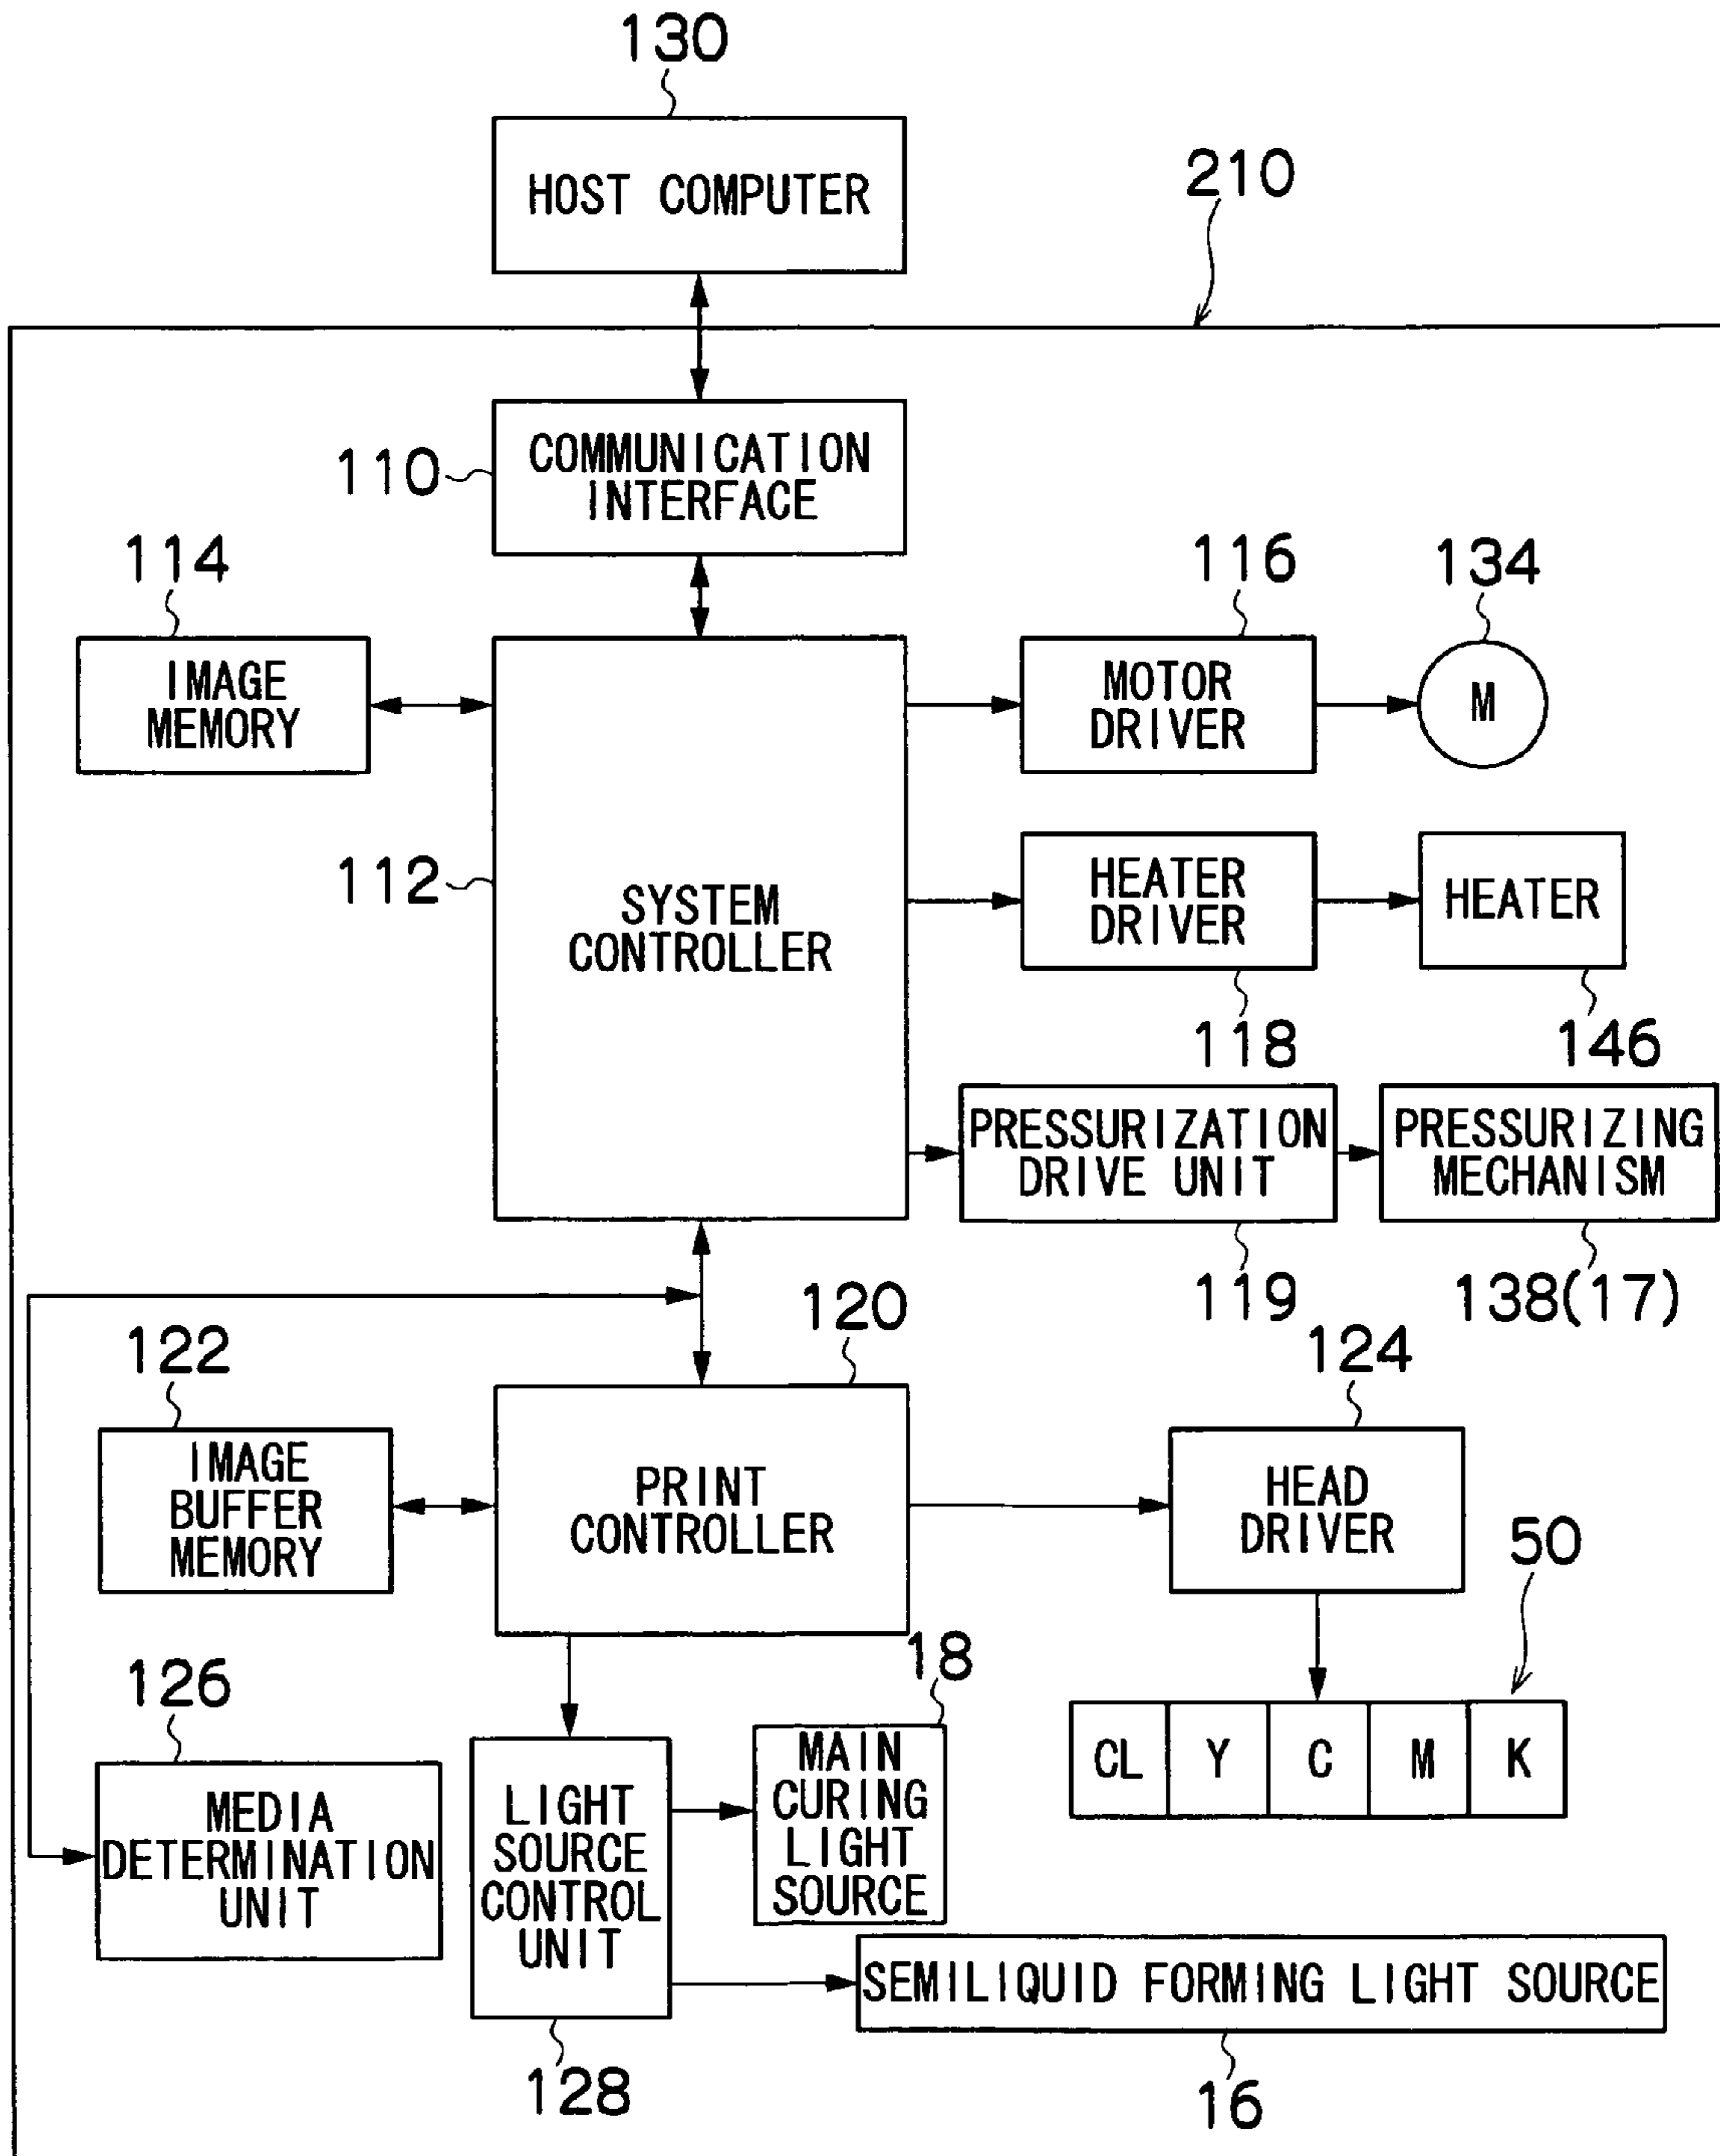 130
HOST COMPUTER
210
110
COMMUNICATION
INTERFACE
114
IMAGE
MEMORY
116
MOTOR
DRIVER
134
M
112
SYSTEM
CONTROLLER
HEATER
DRIVER
118
HEATER
146
PRESSURIZATION
DRIVE UNIT
119
PRESSURIZING
MECHANISM
138(17)
120
PRINT
CONTROLLER
122
IMAGE
BUFFER
MEMORY
124
HEAD
DRIVER
50
CL Y C M K
126
MEDIA
DETERMINATION
UNIT
LIGHT
SOURCE
CONTROL
UNIT
128
18
MAIN
CURING
LIGHT
SOURCE
SEMILIQUID FORMING LIGHT SOURCE
16